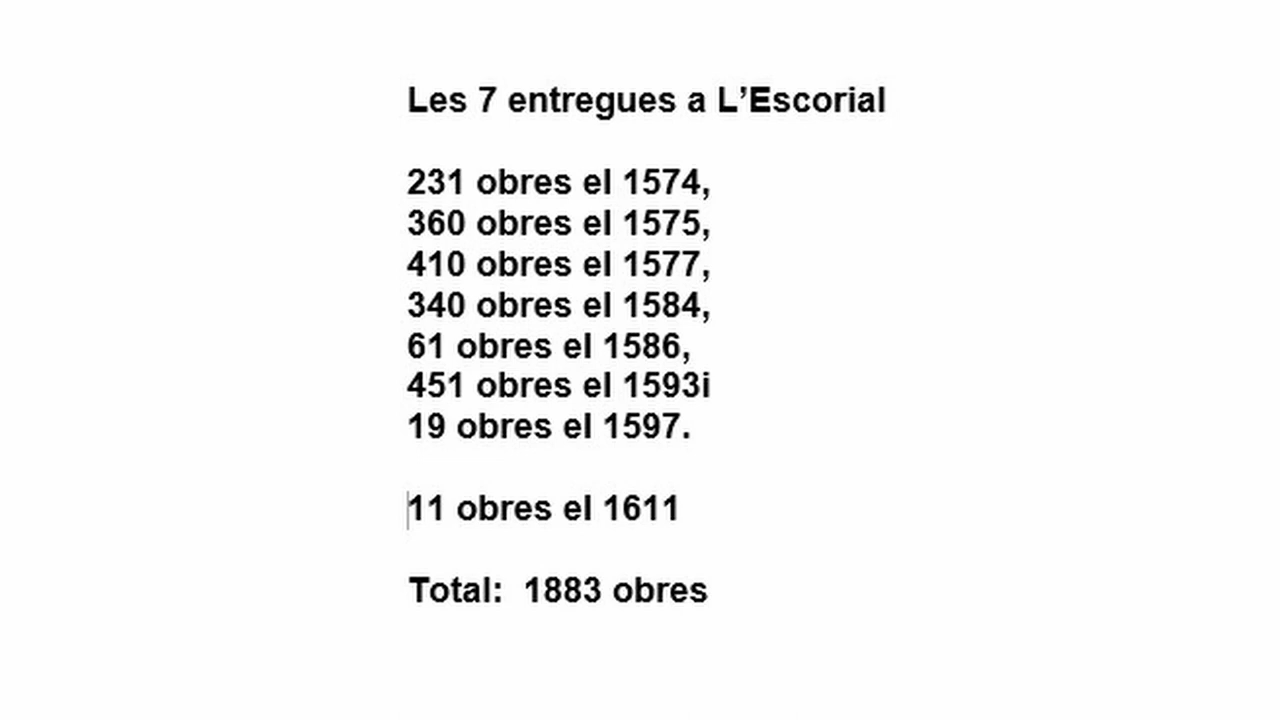 Les 7 entregues a L’Escorial
231 obres el 1574,
360 obres el 1575,
410 obres el 1577,
340 obres el 1584,
61 obres el 1586,
451 obres el 1593i
19 obres el 1597.
11 obres el 1611
Total:  1883 obres